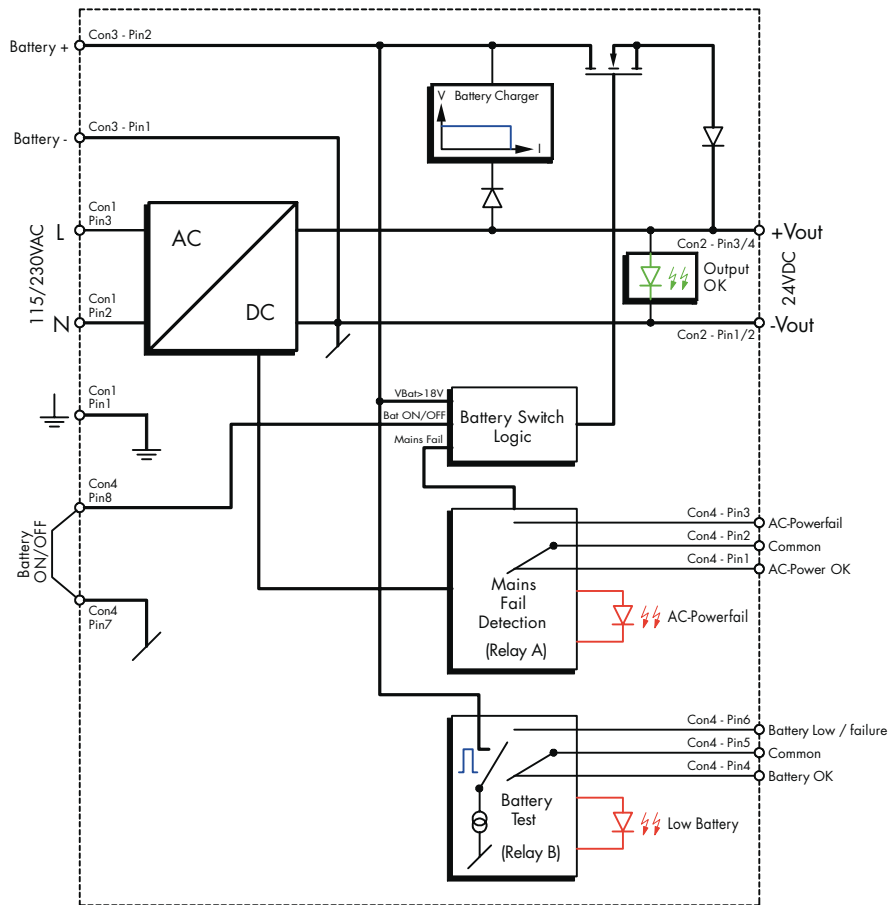 Battery +
Con3 - Pin2
V
Battery Charger
I
Battery -
Con3 - Pin1
115/230VAC
L
Con1
Pin3
AC
DC
N
Con1
Pin2
+Vout
Con2 - Pin3/4
Output
OK
24VDC
-Vout
Con2 - Pin1/2
Con1
Pin1
VBat>18V
Bat ON/OFF
Mains Fail
Battery Switch
Logic
Con4
Pin8
Battery
ON/OFF
Con4
Pin7
Con4 - Pin3
AC-Powerfail
Con4 - Pin2
Common
Con4 - Pin1
AC-Power OK
Mains
Fail
Detection
(Relay A)
AC-Powerfail
Con4 - Pin6
Battery Low / failure
Con4 - Pin5
Common
Con4 - Pin4
Battery OK
Battery
Test
(Relay B)
Low Battery